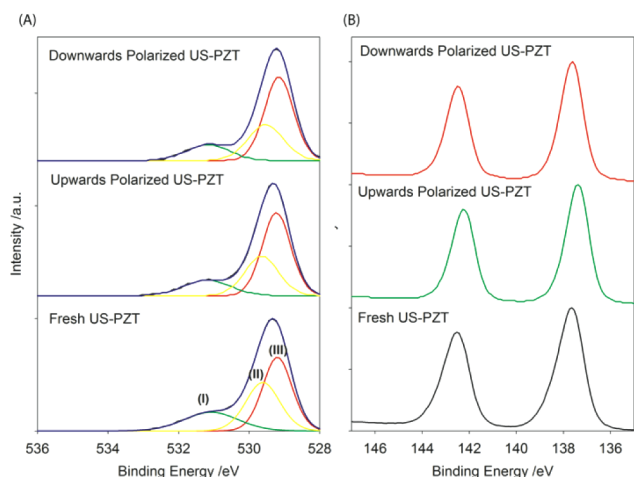 (A)
(B)
Downwards Polarized US-PZT
Upwards Polarized US-PZT
Fresh US-PZT
(I)
(II)
(III)
Intensity /a.u.
536
534
532
531
530
529
528
Binding Energy /eV
Downwards Polarized US-PZT
Upwards Polarized US-PZT
Fresh US-PZT
146
144
142
140
138
136
Binding Energy /eV